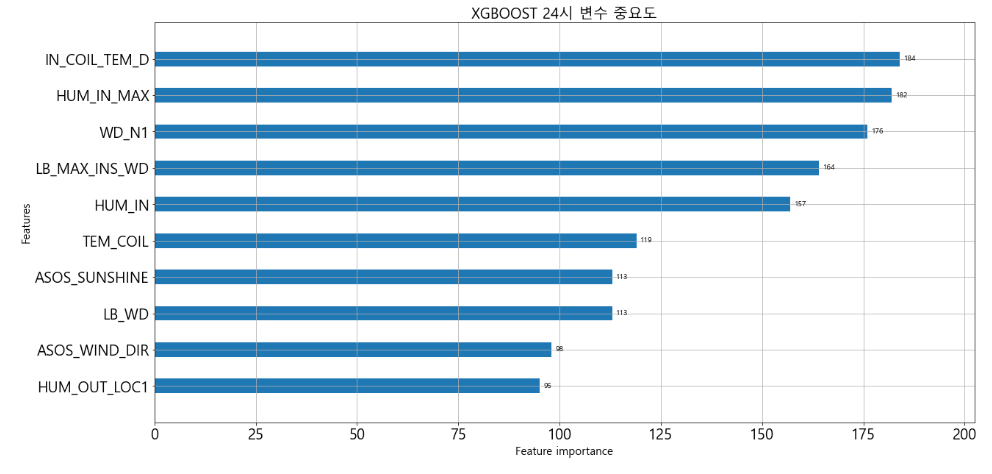 XGBOOST 24시 변수 중요도
Features
IN_COIL_TEM_D
184
HUM_IN_MAX
182
WD_N1
176
LB_MAX_INS_WD
164
HUM_IN
157
TEM_COIL
119
ASOS_SUNSHINE
113
LB_WD
113
ASOS_WIND_DIR
98
HUM_OUT_LOC1
95
0 25 50 75 100 125 150 175 200
Feature importance